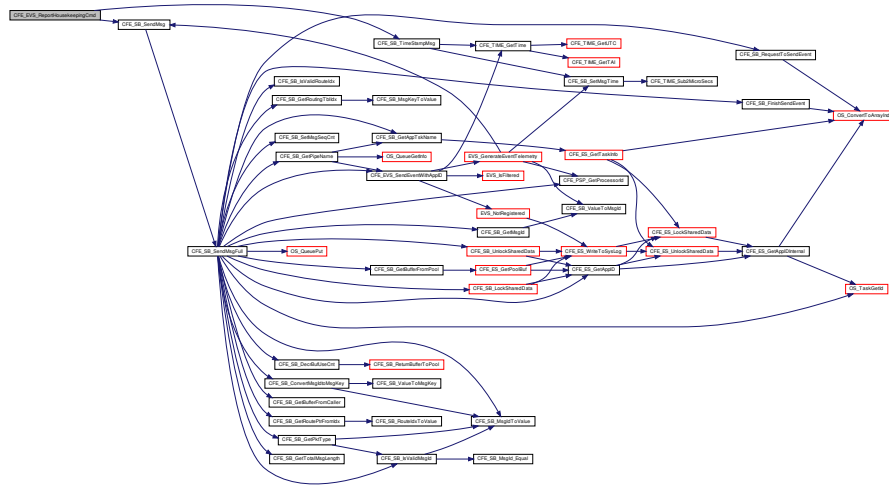 CFE_EVS_ReportHousekeepingCmd
CFE_SB_SendMsg
CFE_SB_TimeStampMsg
CFE_TIME_GetTime
CFE_TIME_GetUTC
CFE_TIME_GetTAI
CFE_SB_RequestToSendEvent
CFE_SB_IsValidRouteIdx
CFE_SB_SetMsgTime
CFE_TIME_Sub2MicroSecs
CFE_SB_GetRoutingTblIdx
CFE_SB_MsgKeyToValue
CFE_SB_FinishSendEvent
OS_ConvertToArrayIndex
CFE_SB_SetMsgSeqCnt
CFE_SB_GetAppTskName
CFE_SB_GetPipeName
OS_QueueGetInfo
EVS_GenerateEventTelemetry
CFE_ES_GetTaskInfo
CFE_EVS_SendEventWithAppID
EVS_IsFiltered
CFE_PSP_GetProcessorId
EVS_NotRegistered
CFE_SB_ValueToMsgId
CFE_SB_GetMsgId
CFE_ES_LockSharedData
CFE_SB_SendMsgFull
OS_QueuePut
CFE_SB_UnlockSharedData
CFE_ES_WriteToSysLog
CFE_ES_UnlockSharedData
CFE_ES_GetAppIDInternal
CFE_SB_GetBufferFromPool
CFE_ES_GetPoolBuf
CFE_ES_GetAppID
CFE_SB_LockSharedData
OS_TaskGetId
CFE_SB_DecrBufUseCnt
CFE_SB_ReturnBufferToPool
CFE_SB_ConvertMsgIdtoMsgKey
CFE_SB_ValueToMsgKey
CFE_SB_GetBufferFromCaller
CFE_SB_GetRoutePtrFromIdx
CFE_SB_RouteIdxToValue
CFE_SB_MsgIdToValue
CFE_SB_GetPktType
CFE_SB_GetTotalMsgLength
CFE_SB_IsValidMsgId
CFE_SB_MsgId_Equal